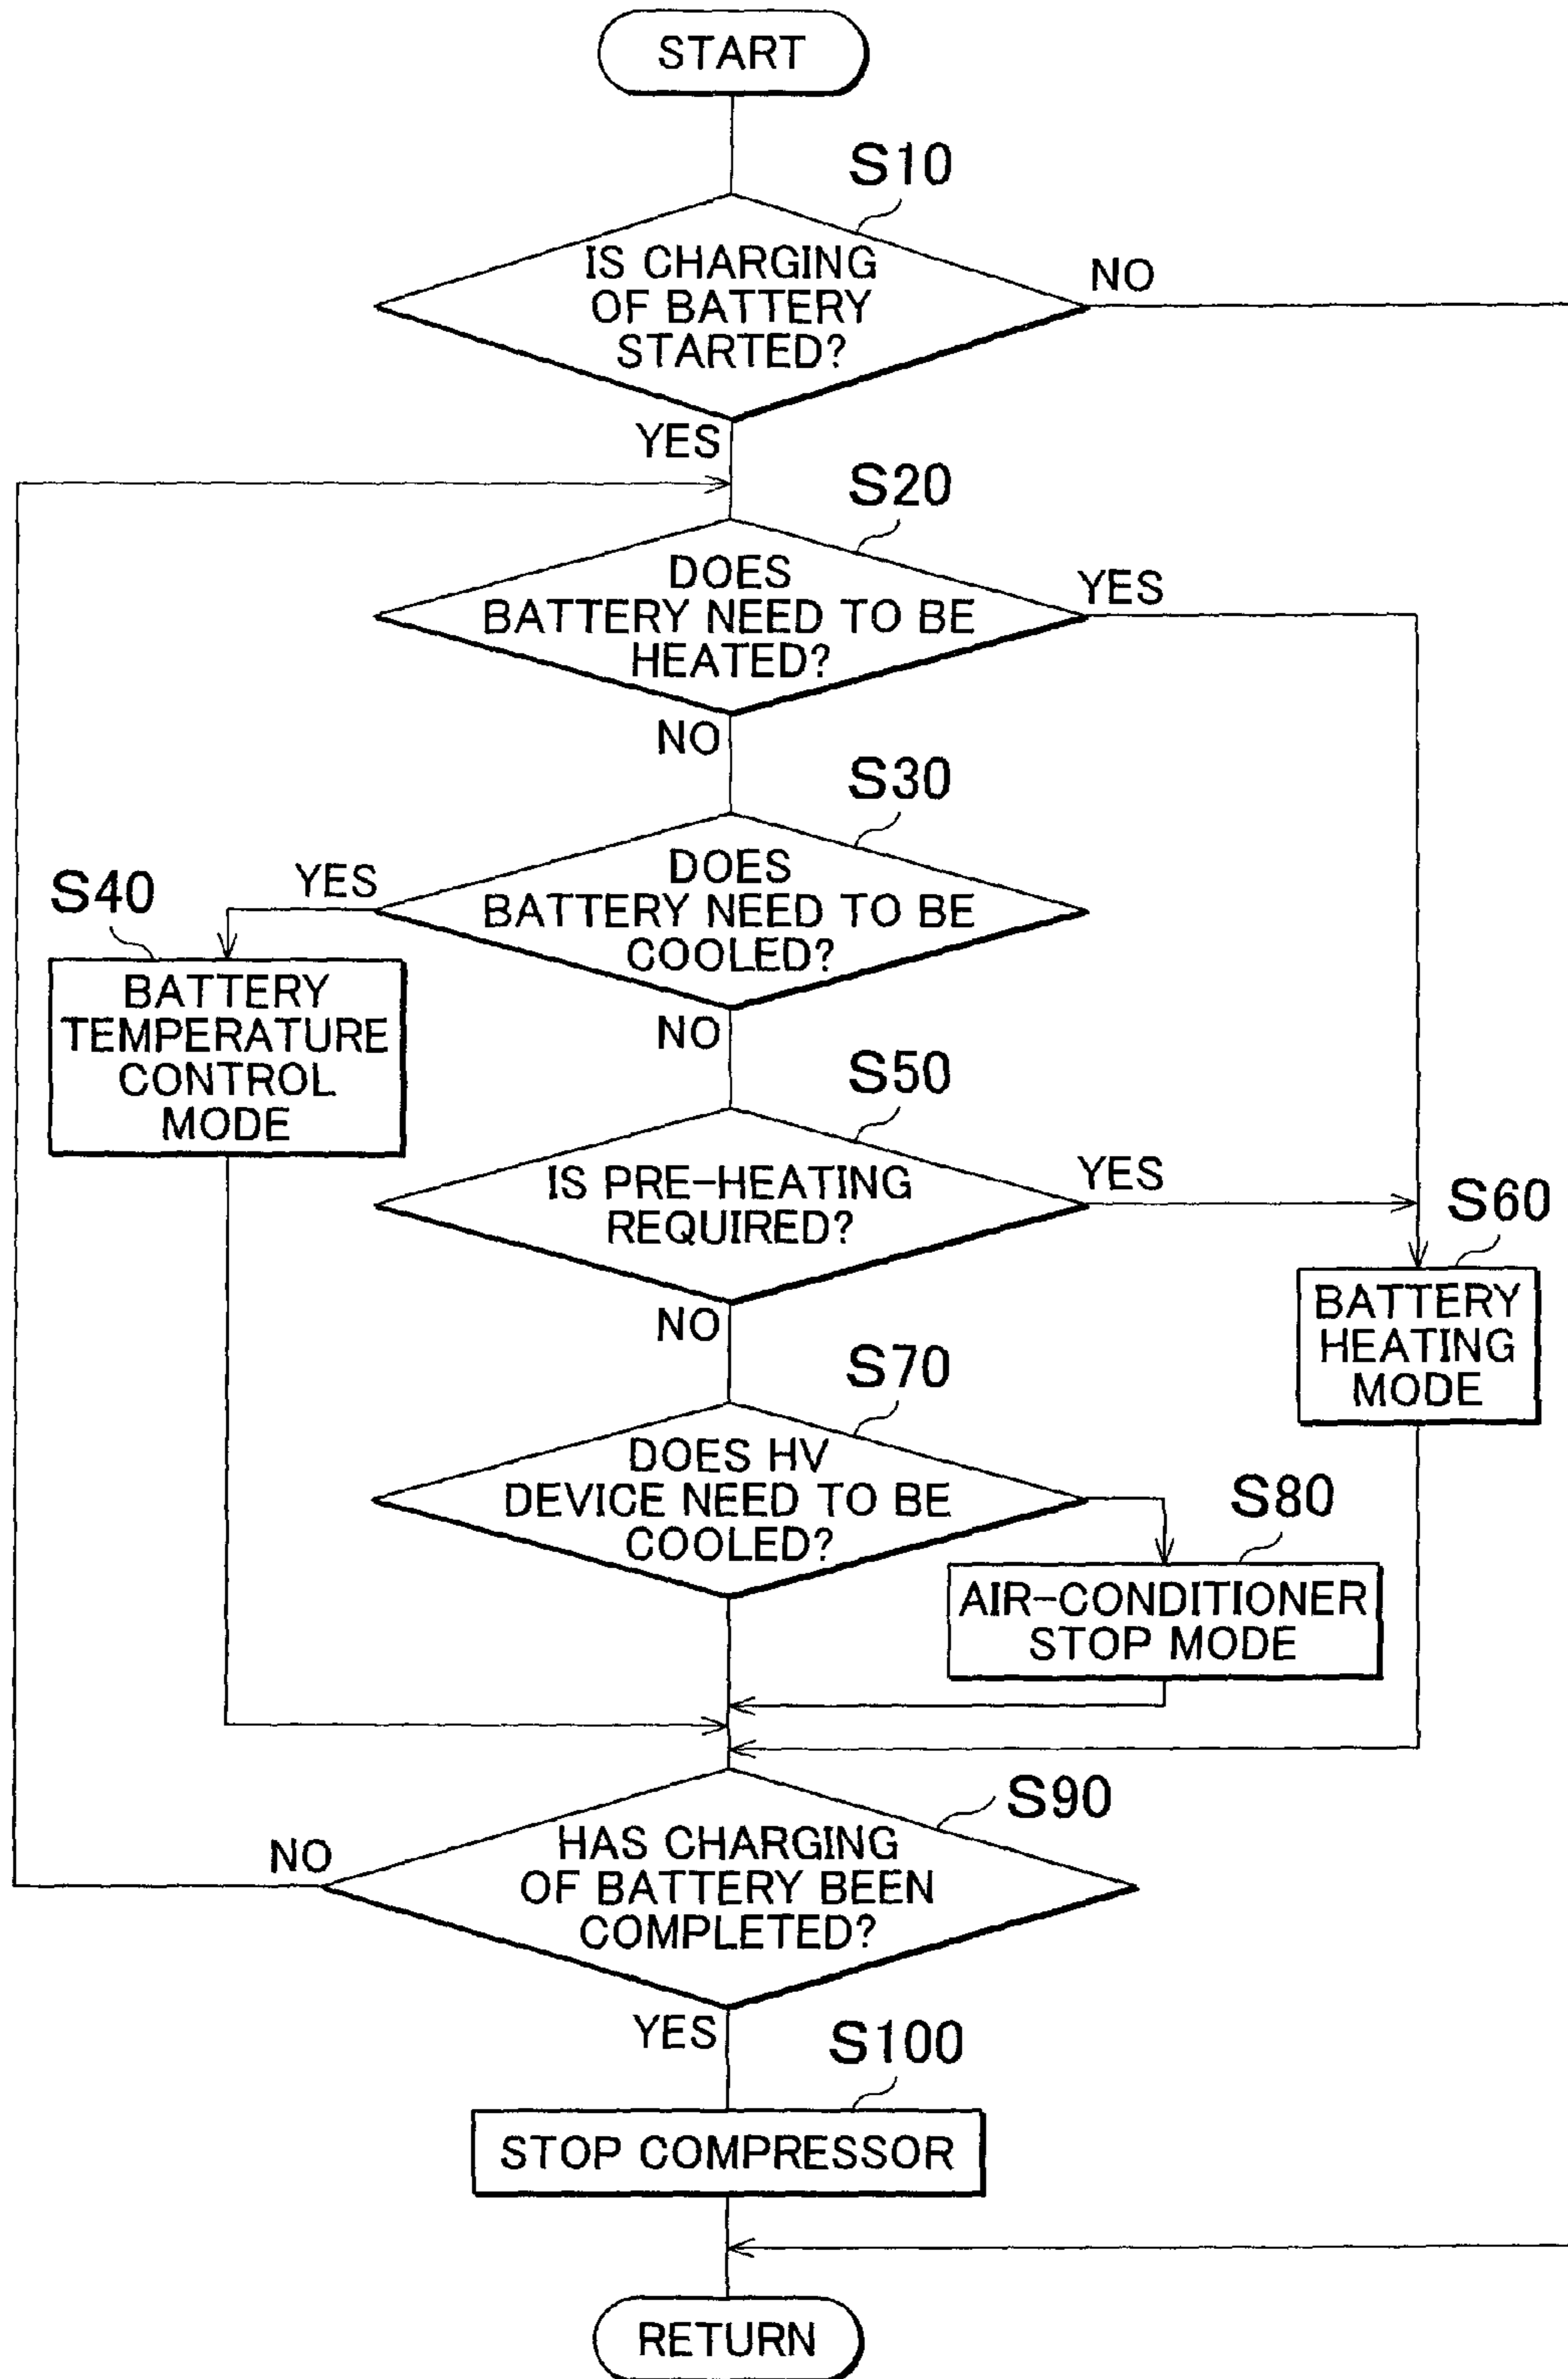 START
S10
IS CHARGING
OF BATTERY
STARTED?
NO
YES
S20
DOES
BATTERY NEED TO BE
HEATED?
YES
NO
S30
DOES
BATTERY NEED TO BE
COOLED?
YES
S40
BATTERY
TEMPERATURE
CONTROL
MODE
NO
S50
IS PRE-HEATING
REQUIRED?
YES
S60
BATTERY
HEATING
MODE
NO
S70
DOES HV
DEVICE NEED TO BE
COOLED?
S80
AIR-CONDITIONER
STOP MODE
S90
HAS CHARGING
OF BATTERY BEEN
COMPLETED?
NO
YES
S100
STOP COMPRESSOR
RETURN